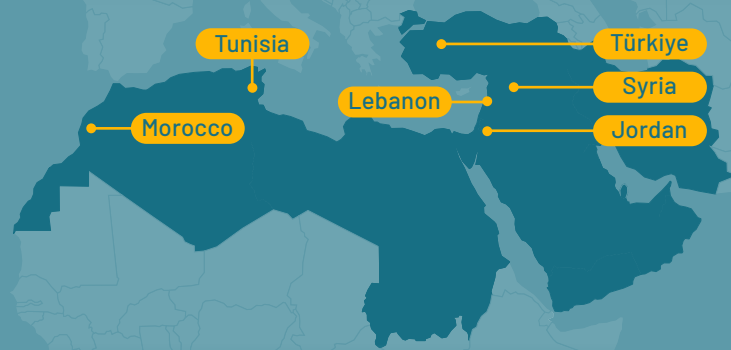 Tunisia
Türkiye
Syria
Lebanon
Morocco
Jordan